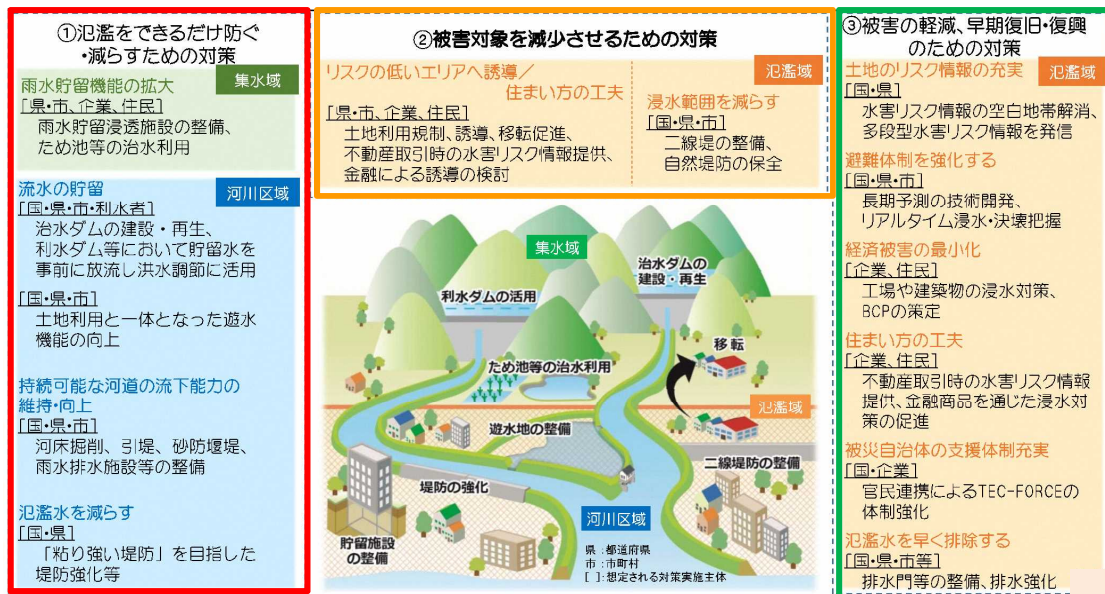 ①氾濫をできるだけ防ぐ
・減らすための対策
集水域
雨水貯留機能の拡大
[県・市、企業、住民]
雨水貯留浸透施設の整備、
ため池等の治水利用
河川区域
流水の貯留
[国・県・市・利水者]
治水ダムの建設・再生、
利水ダム等において貯留水を
事前に放流し洪水調節に活用
[国・県・市]
土地利用と一体となった遊水
機能の向上
持続可能な河道の流下能力の
維持・向上
[国・県・市]
河床掘削、引堤、砂防堰堤、
雨水排水施設等の整備
氾濫水を減らす
[国・県]
「粘り強い堤防」を目指した
堤防強化等
②被害対象を減少させるための対策
氾濫域
リスクの低いエリアへ誘導/
住まい方の工夫
[県・市、企業、住民]
土地利用規制、誘導、移転促進、
不動産取引時の水害リスク情報提供、
金融による誘導の検討
浸水範囲を減らす
[国・県・市]
二線堤の整備、
自然堤防の保全
集水域
治水ダムの
建設・再生
利水ダムの活用
移転
ため池等の治水利用
氾濫域
遊水地の整備
二線堤防の整備
堤防の強化
河川区域
貯留施設
の整備
県:都道府県
市:市町村
[ ]:想定される対策実施主体
③被害の軽減、早期復旧・復興
のための対策
氾濫域
土地のリスク情報の充実
[国・県]
水害リスク情報の空白地帯解消、
多段型水害リスク情報を発信
避難体制を強化する
[国・県・市]
長期予測の技術開発、
リアルタイム浸水・決壊把握
経済被害の最小化
[企業、住民]
工場や建築物の浸水対策、
BCPの策定
住まい方の工夫
[企業、住民]
不動産取引時の水害リスク情報
提供、金融商品を通じた浸水対
策の促進
被災自治体の支援体制充実
[国・企業]
官民連携によるTEC-FORCEの
体制強化
氾濫水を早く排除する
[国・県・市等]
排水門等の整備、排水強化